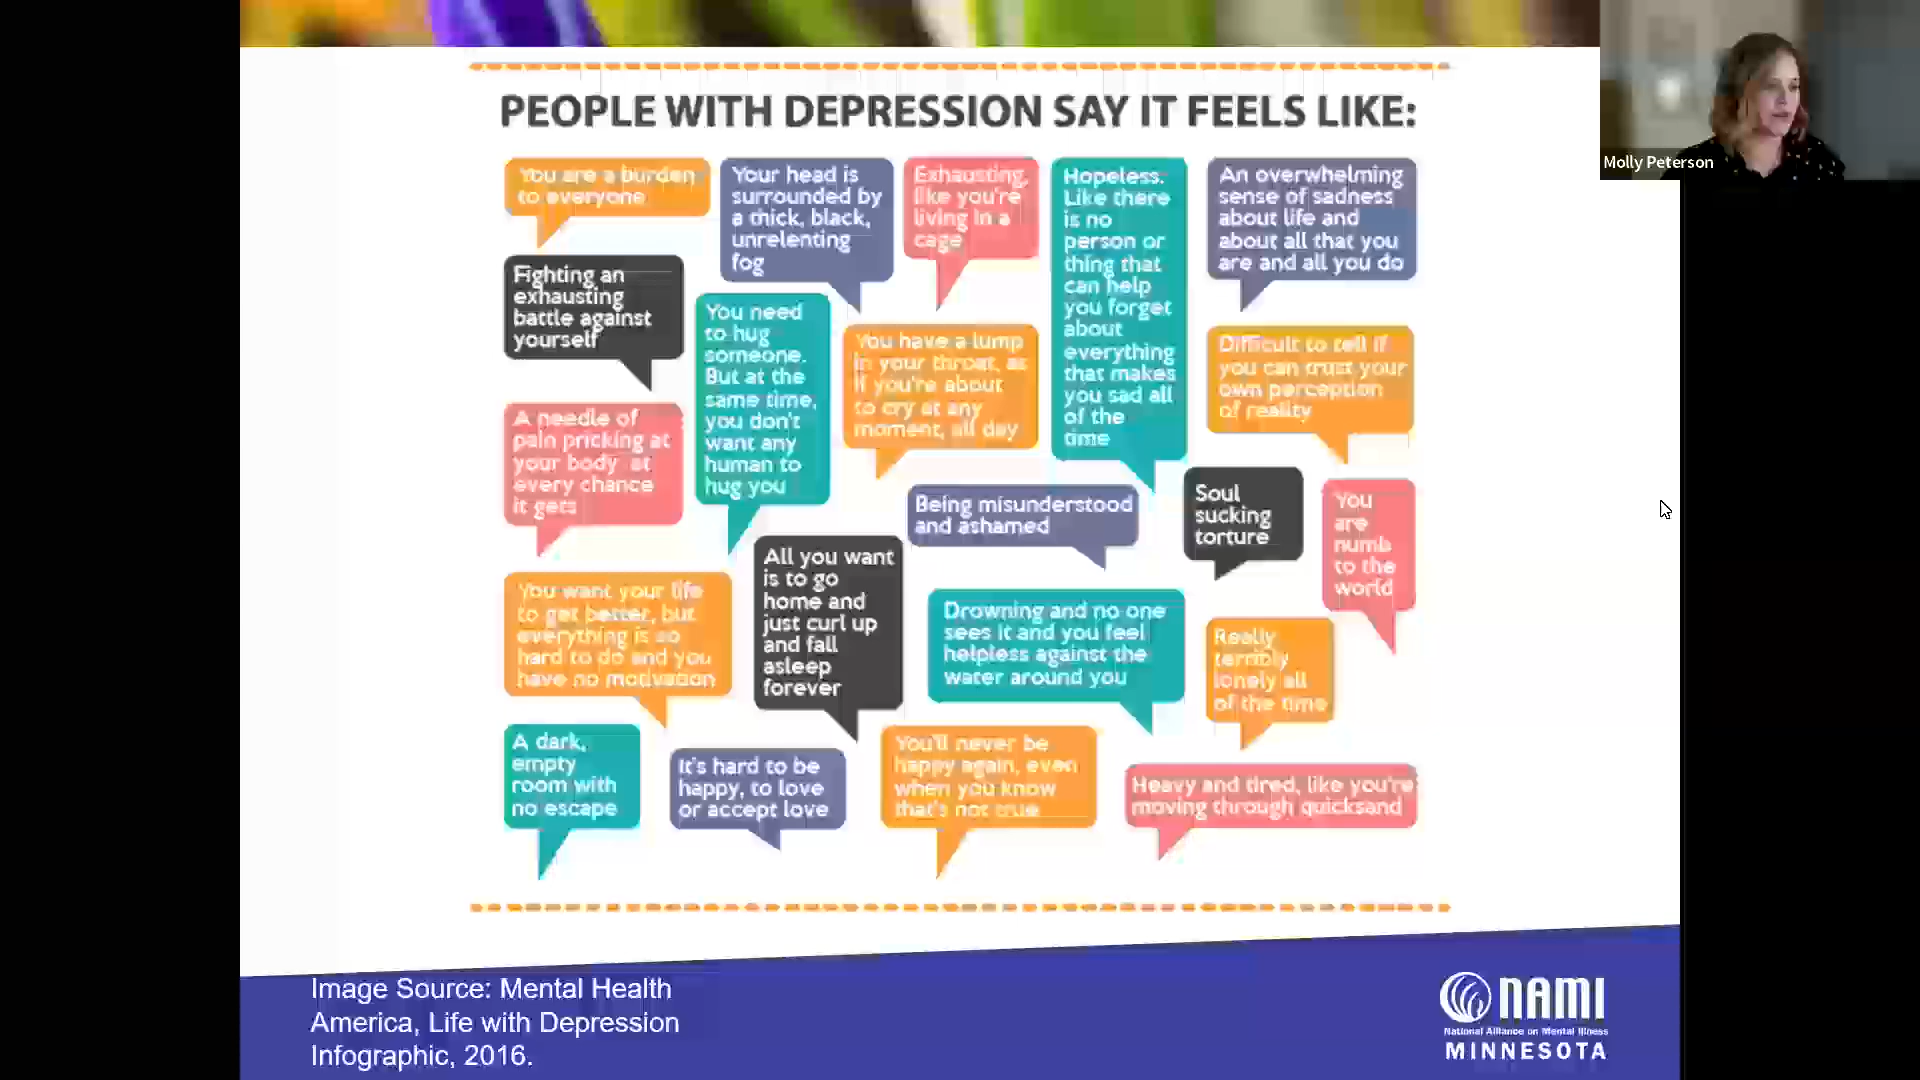 PEOPLE WITH DEPRESSION SAY IT FEELS LIKE:
You are a burden
to everyone
Your head is
surrounded by
a thick, black,
unrelenting
fog
Exhausting,
like you're
living in a
cage
Hopeless.
Like there
is no
person or
thing that
can help
you forget
about
everything
that makes
you sad all
of the
time
An overwhelming
sense of sadness
about life and
about all that you
are and all you do
Fighting an
exhausting
battle against
yourself
You need
to hug
someone.
But at the
same time,
you don't
want any
human to
hug you
You have a lump
in your throat, as
if you're about
to cry at any
moment, all day
Difficult to tell if
you can trust your
own perception
of reality
A needle of
pain pricking at
your body at
every chance
it gets
Being misunderstood
and ashamed
Soul
sucking
torture
You
are
numb
to the
world
You want your life
to get better, but
everything is so
hard to do and you
have no motivation
All you want
is to go
home and
just curl up
and fall
asleep
forever
Drowning and no one
sees it and you feel
helpless against the
water around you
Really
terribly
lonely all
of the time
A dark,
empty
room with
no escape
It's hard to be
happy, to love
or accept love
You'll never be
happy again, even
when you know
that's not true
Heavy and tired, like you're
moving through quicksand
Image Source: Mental Health
America, Life with Depression
Infographic, 2016.
NAMI
National Alliance on Mental Illness
MINNESOTA
Molly Peterson